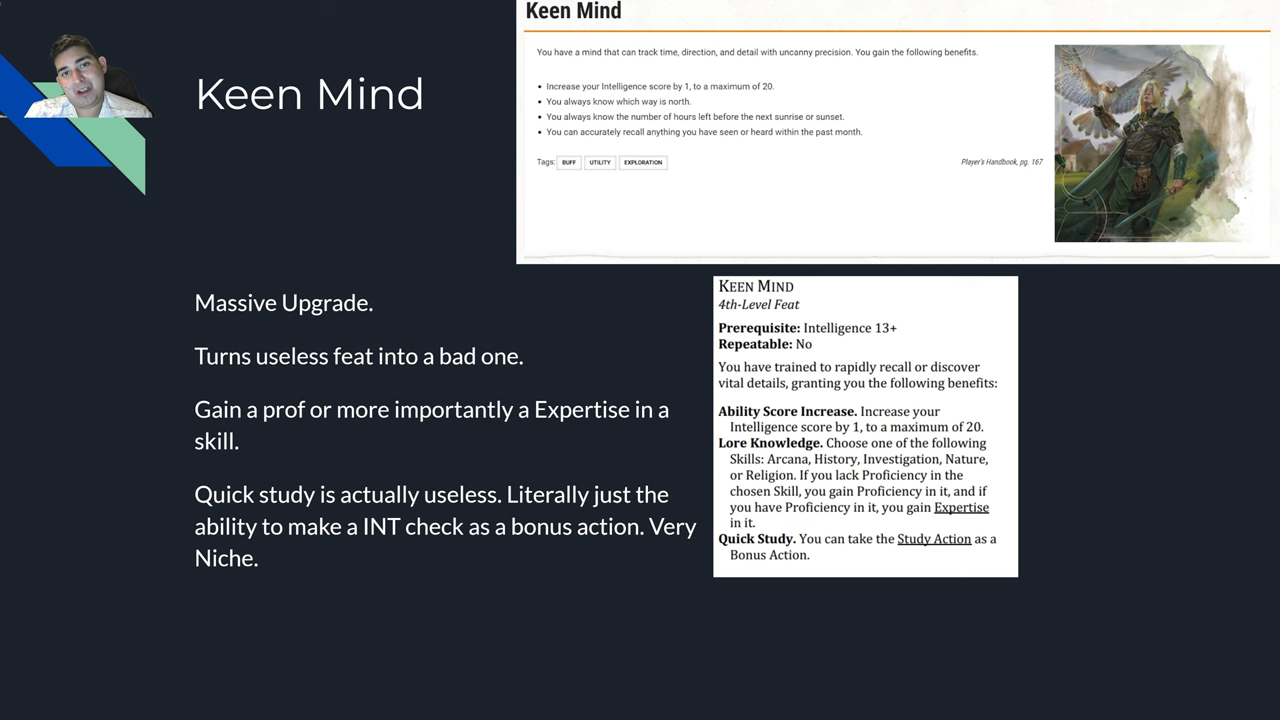 Keen Mind
Keen Mind
You have a mind that can track time, direction, and detail with uncanny precision. You gain the following benefits.
• Increase your Intelligence score by 1, to a maximum of 20.
• You always know which way is north.
• You always know the number of hours left before the next sunrise or sunset.
• You can accurately recall anything you have seen or heard within the past month.
Tags: BUFF UTILITY EXPLORATION
Player's Handbook, pg. 167
Massive Upgrade.
Turns useless feat into a bad one.
Gain a prof or more importantly a Expertise in a
skill.
Quick study is actually useless. Literally just the
ability to make a INT check as a bonus action. Very
Niche.
KEEN MIND
4th-Level Feat
Prerequisite: Intelligence 13+
Repeatable: No
You have trained to rapidly recall or discover
vital details, granting you the following benefits:
Ability Score Increase. Increase your
Intelligence score by 1, to a maximum of 20.
Lore Knowledge. Choose one of the following
Skills: Arcana, History, Investigation, Nature,
or Religion. If you lack Proficiency in the
chosen Skill, you gain Proficiency in it, and if
you have Proficiency in it, you gain Expertise
in it.
Quick Study. You can take the Study Action as a
Bonus Action.